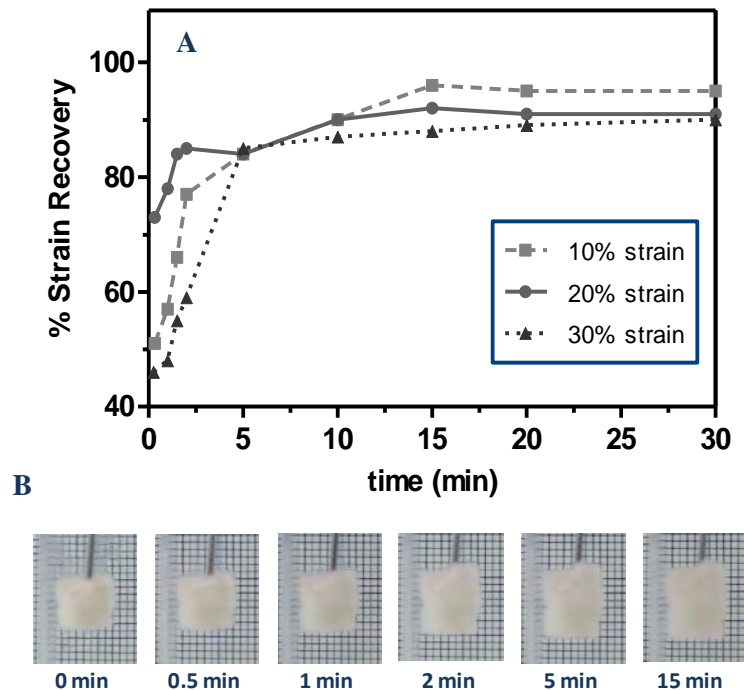 A
100
80
60
40
% Strain Recovery
10% strain
20% strain
30% strain
0 5 10 15 20 25 30
time (min)
B
0 min 0.5 min 1 min 2 min 5 min 15 min